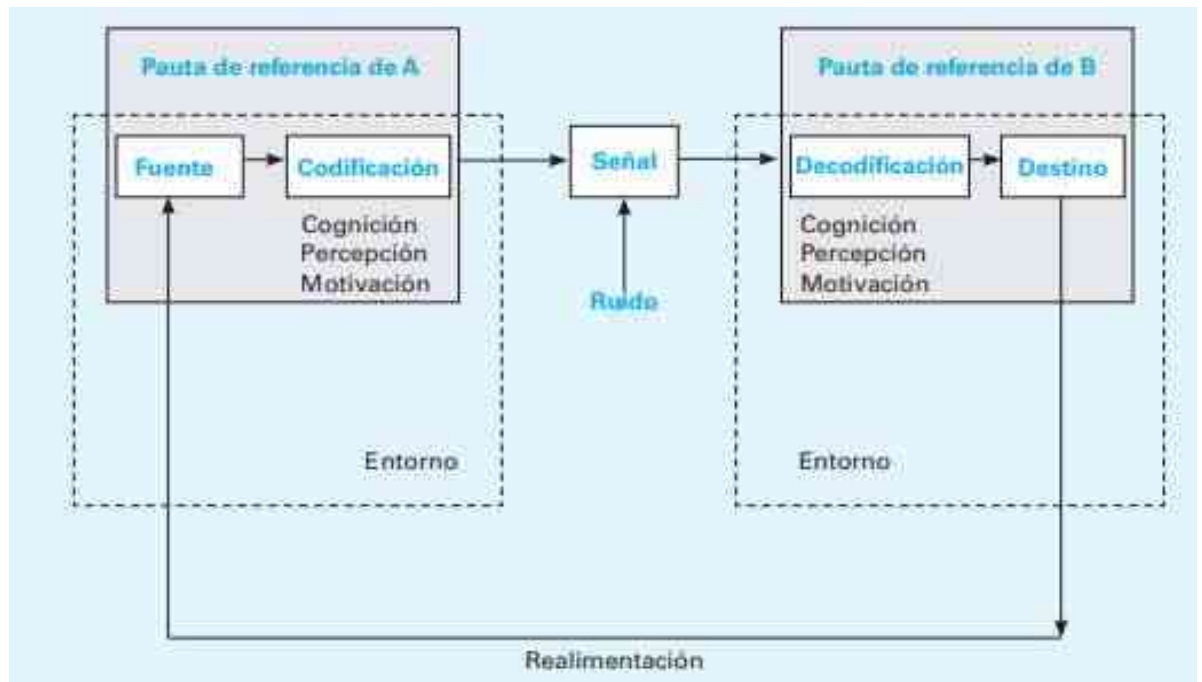 Pauta de referencia de A
Pauta de referencia de B
Fuente
Codificación
Señal
Decodificación
Destino
Cognición
Percepción
Motivación
Cognición
Percepción
Motivación
Ruido
Entorno
Entorno
Realimentación